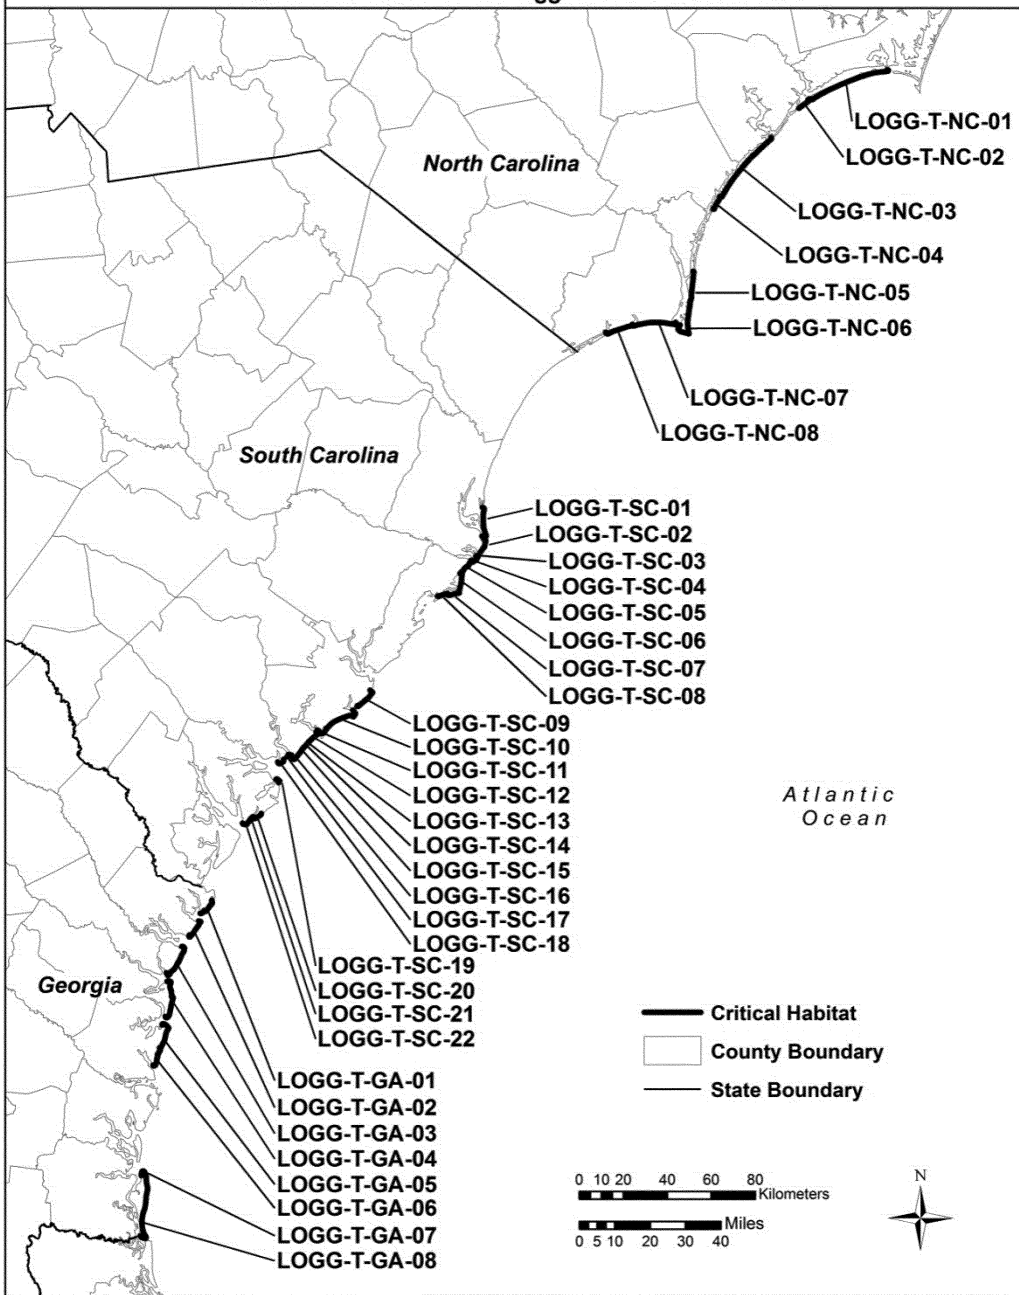 LOGG-T-NC-01
LOGG-T-NC-02
North Carolina
LOGG-T-NC-03
LOGG-T-NC-04
LOGG-T-NC-05
LOGG-T-NC-06
LOGG-T-NC-07
LOGG-T-NC-08
South Carolina
LOGG-T-SC-01
LOGG-T-SC-02
LOGG-T-SC-03
LOGG-T-SC-04
LOGG-T-SC-05
LOGG-T-SC-06
LOGG-T-SC-07
LOGG-T-SC-08
LOGG-T-SC-09
LOGG-T-SC-10
LOGG-T-SC-11
LOGG-T-SC-12
LOGG-T-SC-13
LOGG-T-SC-14
LOGG-T-SC-15
LOGG-T-SC-16
LOGG-T-SC-17
LOGG-T-SC-18
Atlantic
Ocean
LOGG-T-SC-19
LOGG-T-SC-20
LOGG-T-SC-21
LOGG-T-SC-22
Georgia
LOGG-T-GA-01
LOGG-T-GA-02
LOGG-T-GA-03
LOGG-T-GA-04
LOGG-T-GA-05
LOGG-T-GA-06
LOGG-T-GA-07
LOGG-T-GA-08
Critical Habitat
County Boundary
State Boundary
0 10 20 40 60 80
Kilometers
Miles
0 5 10 20 30 40
N